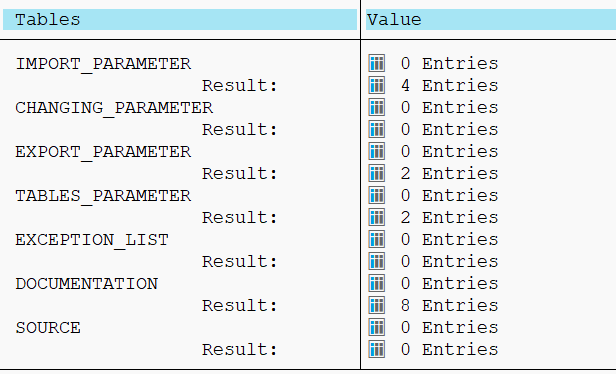 Tables Value
IMPORT_PARAMETER 0 Entries
Result: 4 Entries
CHANGING_PARAMETER 0 Entries
Result: 0 Entries
EXPORT_PARAMETER 0 Entries
Result: 2 Entries
TABLES_PARAMETER 0 Entries
Result: 2 Entries
EXCEPTION_LIST 0 Entries
Result: 0 Entries
DOCUMENTATION 0 Entries
Result: 8 Entries
SOURCE 0 Entries
Result: 0 Entries